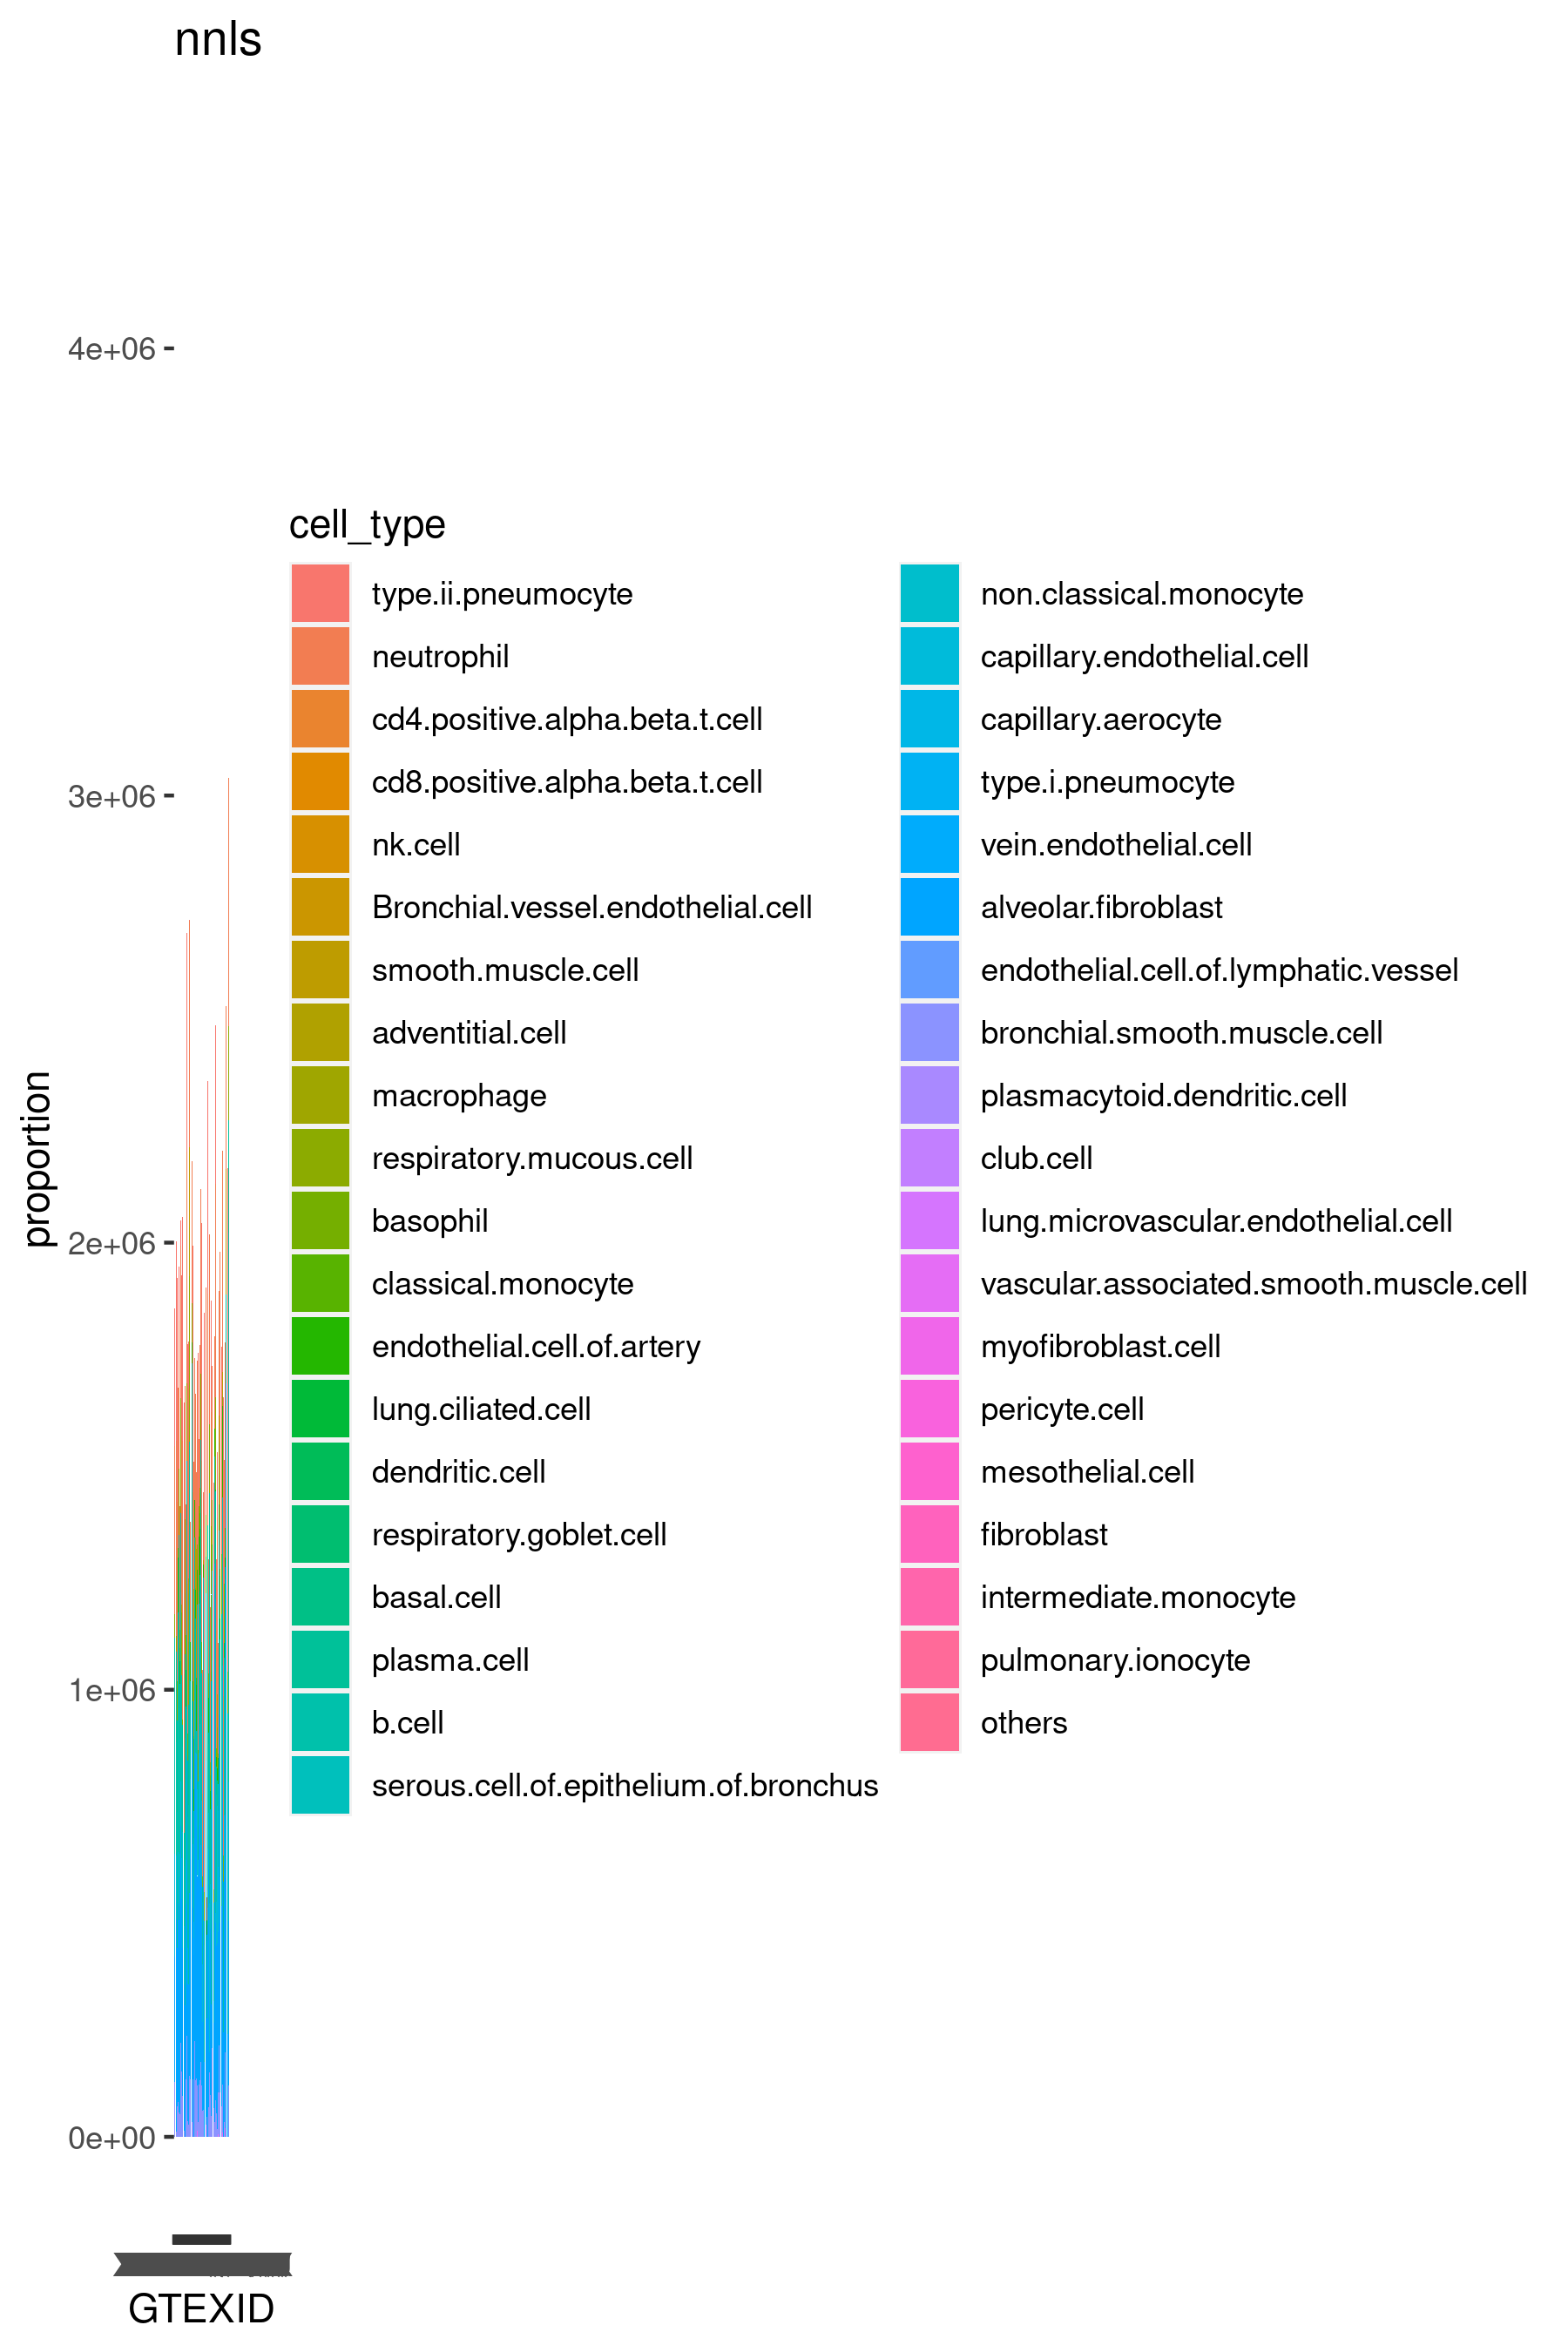 nnls
4e+06
3e+06
2e+06
1e+06
0e+00
proportion
cell_type
type.ii.pneumocyte
neutrophil
cd4.positive.alpha.beta.t.cell
cd8.positive.alpha.beta.t.cell
nk.cell
Bronchial.vessel.endothelial.cell
smooth.muscle.cell
adventitial.cell
macrophage
respiratory.mucous.cell
basophil
classical.monocyte
endothelial.cell.of.artery
lung.ciliated.cell
dendritic.cell
respiratory.goblet.cell
basal.cell
plasma.cell
b.cell
serous.cell.of.epithelium.of.bronchus
non.classical.monocyte
capillary.endothelial.cell
capillary.aerocyte
type.i.pneumocyte
vein.endothelial.cell
alveolar.fibroblast
endothelial.cell.of.lymphatic.vessel
bronchial.smooth.muscle.cell
plasmacytoid.dendritic.cell
club.cell
lung.microvascular.endothelial.cell
vascular.associated.smooth.muscle.cell
myofibroblast.cell
pericyte.cell
mesothelial.cell
fibroblast
intermediate.monocyte
pulmonary.ionocyte
others
GTEXID